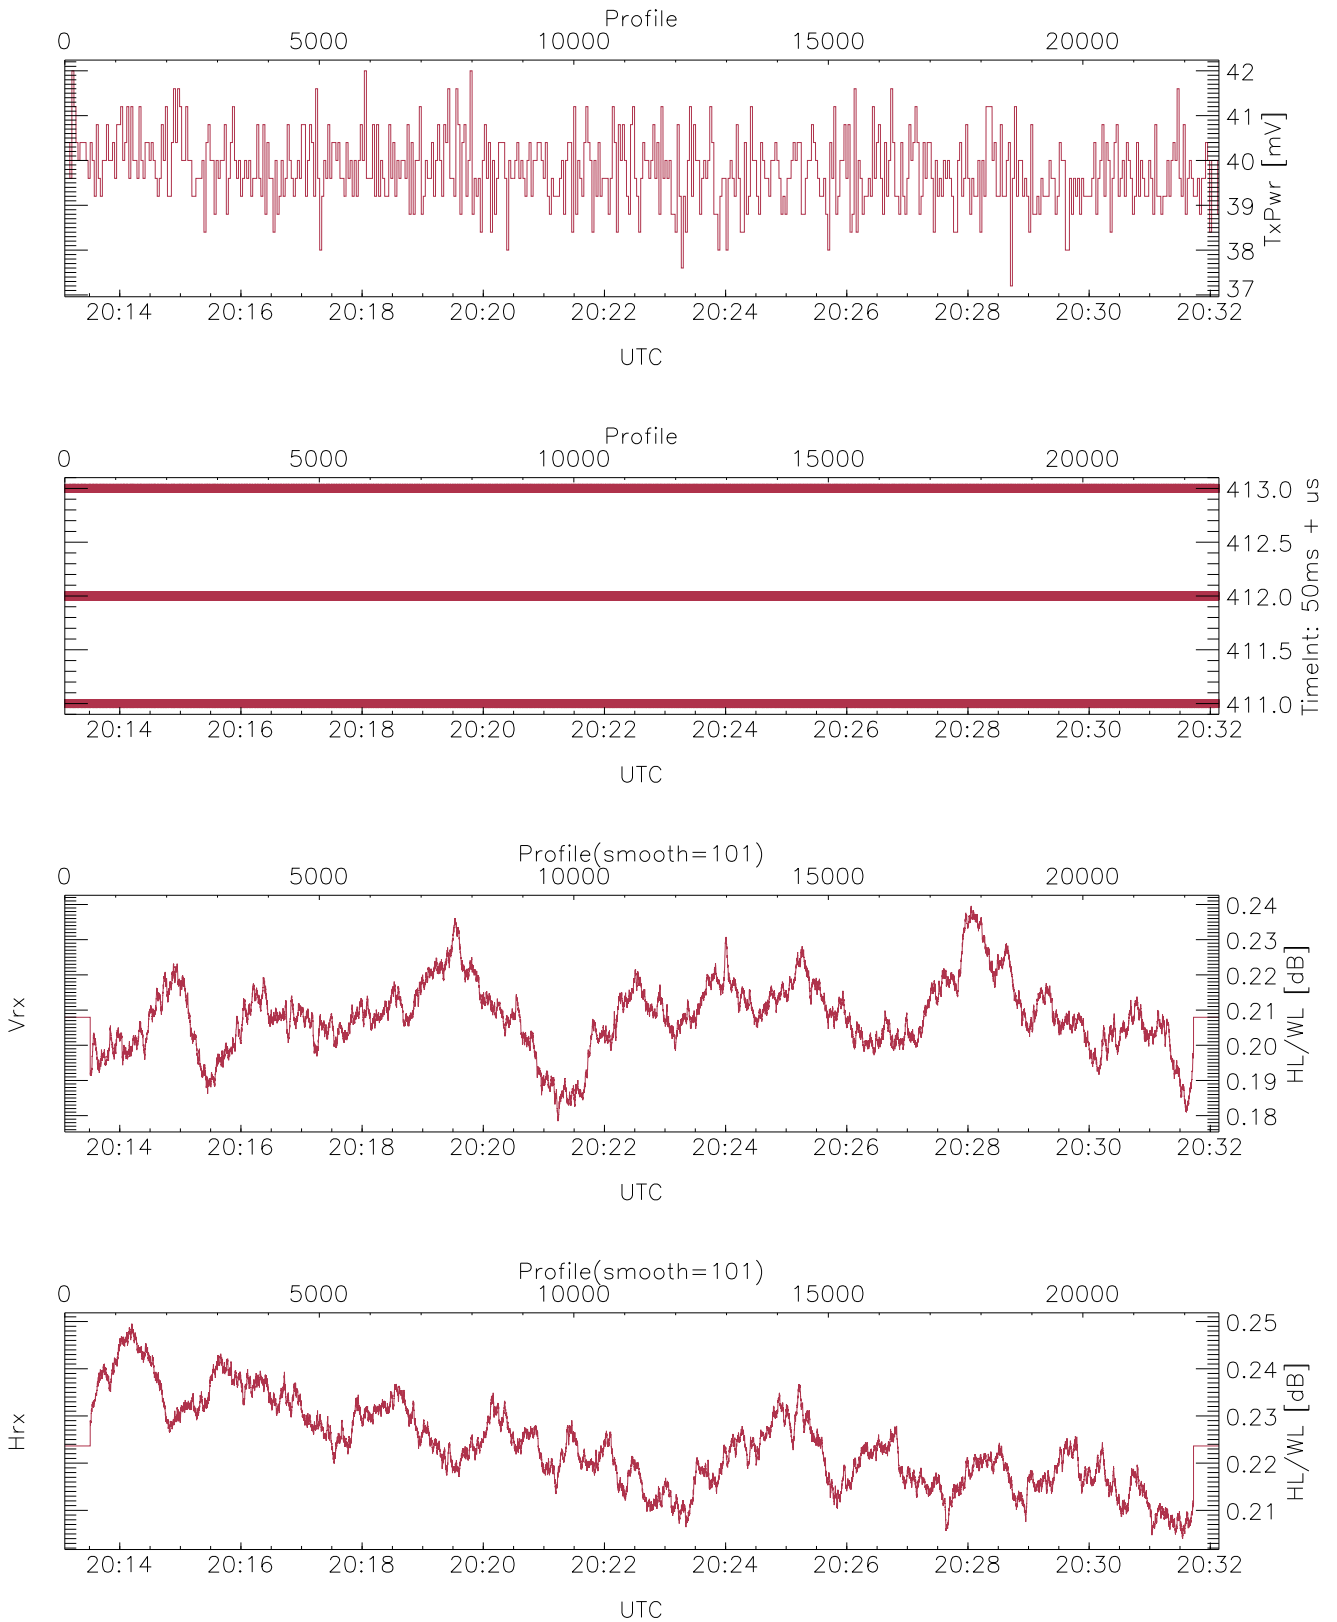 Profile
0 5000 10000 15000 20000
42
41
40
39
38
37
TxPwr [mV]
20:14 20:16 20:18 20:20 20:22 20:24 20:26 20:28 20:30 20:32
UTC
Profile
0 5000 10000 15000 20000
413.0
412.5
412.0
411.5
411.0
TimeInt: 50ms + us
20:14 20:16 20:18 20:20 20:22 20:24 20:26 20:28 20:30 20:32
UTC
Profile(smooth=101)
0 5000 10000 15000 20000
Vrx
0.24
0.23
0.22
0.21
0.20
0.19
0.18
HL/WL [dB]
20:14 20:16 20:18 20:20 20:22 20:24 20:26 20:28 20:30 20:32
UTC
Profile(smooth=101)
0 5000 10000 15000 20000
Hrx
0.25
0.24
0.23
0.22
0.21
HL/WL [dB]
20:14 20:16 20:18 20:20 20:22 20:24 20:26 20:28 20:30 20:32
UTC